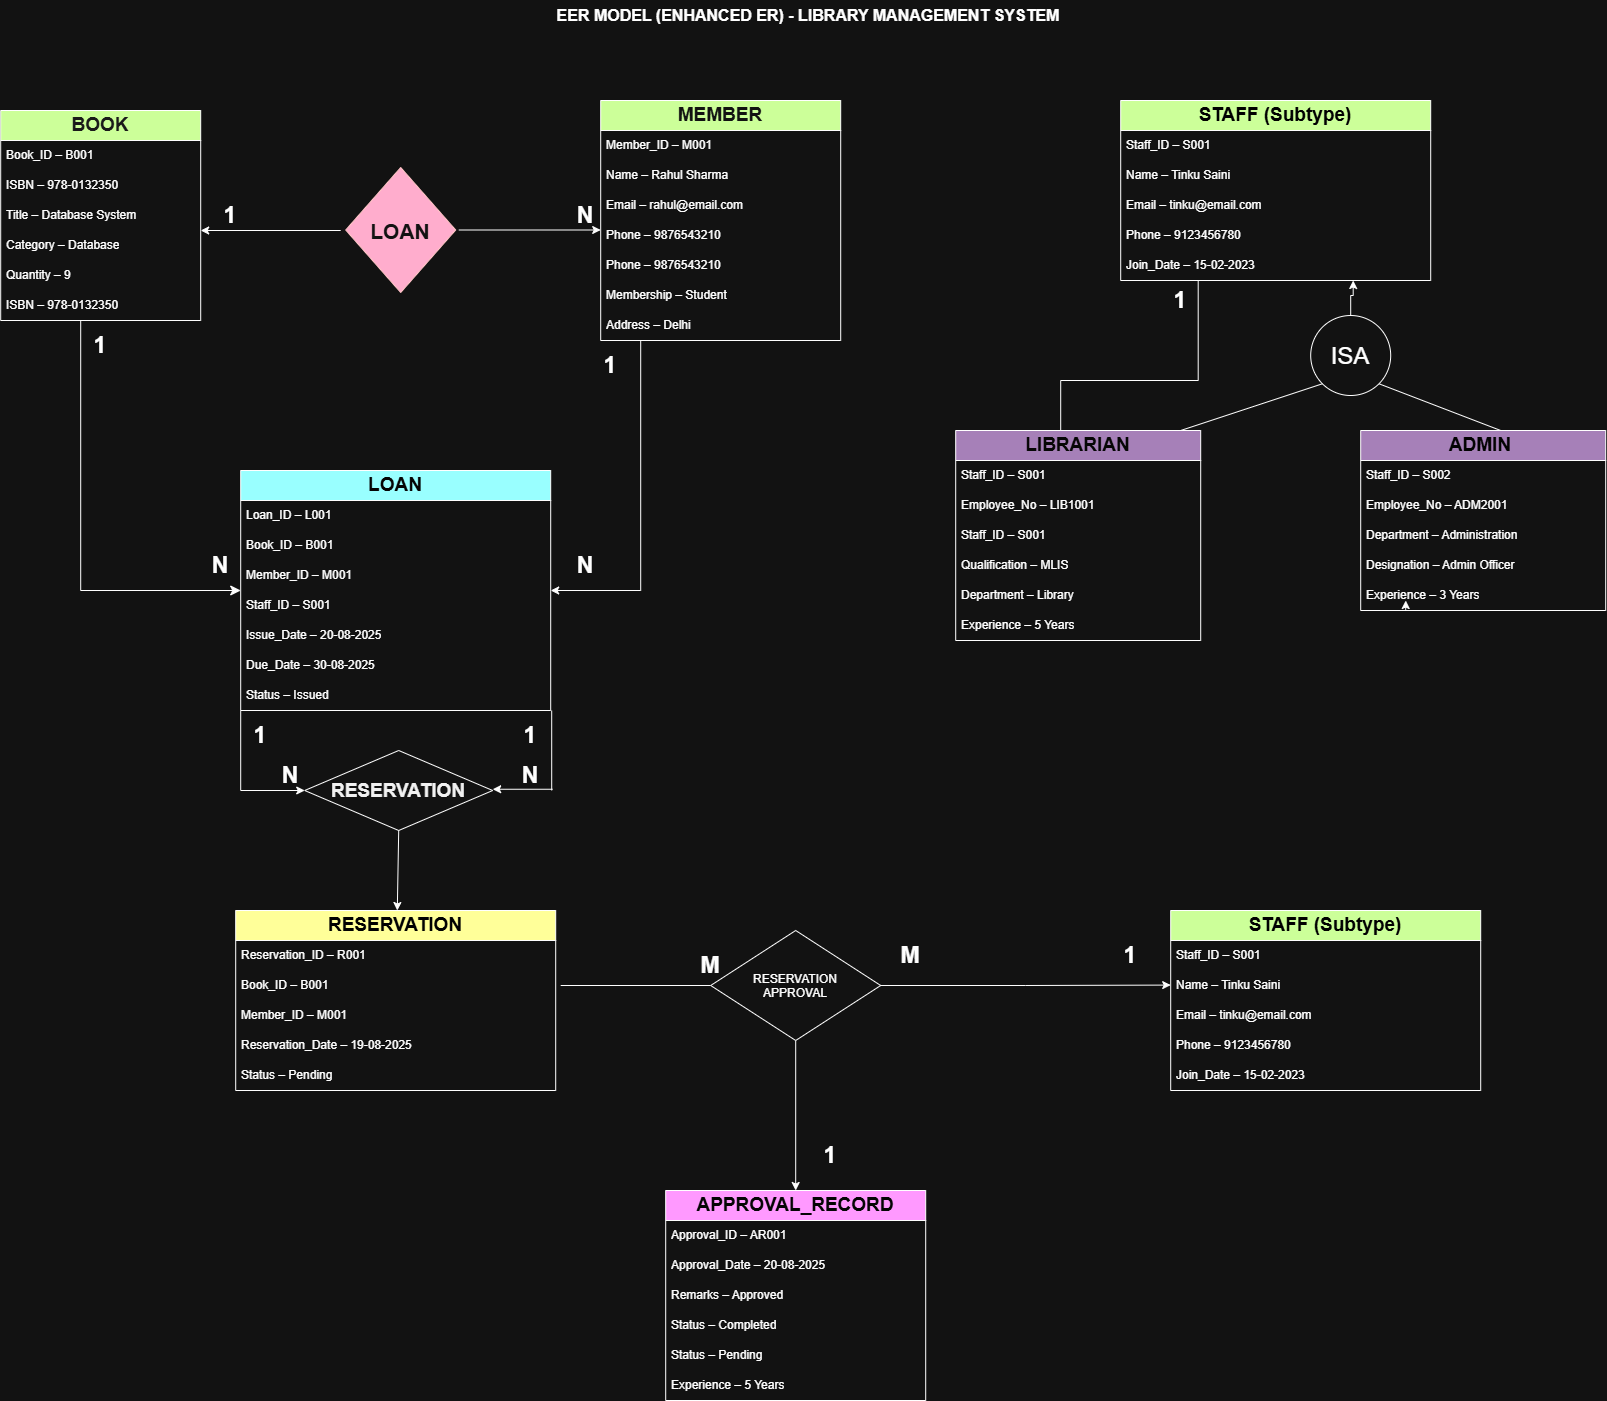 EER MODEL (ENHANCED ER) - LIBRARY MANAGEMENT SYSTEM
BOOK
Book_ID – B001
ISBN – 978-0132350
Title – Database System
Category – Database
Quantity – 9
ISBN – 978-0132350
1
LOAN
N
MEMBER
Member_ID – M001
Name – Rahul Sharma
Email – rahul@email.com
Phone – 9876543210
Phone – 9876543210
Membership – Student
Address – Delhi
STAFF (Subtype)
Staff_ID – S001
Name – Tinku Saini
Email – tinku@email.com
Phone – 9123456780
Join_Date – 15-02-2023
1
1
1
ISA
LIBRARIAN
Staff_ID – S001
Employee_No – LIB1001
Staff_ID – S001
Qualification – MLIS
Department – Library
Experience – 5 Years
ADMIN
Staff_ID – S002
Employee_No – ADM2001
Department – Administration
Designation – Admin Officer
Experience – 3 Years
N
N
LOAN
Loan_ID – L001
Book_ID – B001
Member_ID – M001
Staff_ID – S001
Issue_Date – 20-08-2025
Due_Date – 30-08-2025
Status – Issued
1
1
N
N
RESERVATION
RESERVATION
Reservation_ID – R001
Book_ID – B001
Member_ID – M001
Reservation_Date – 19-08-2025
Status – Pending
M
RESERVATION
APPROVAL
M
1
STAFF (Subtype)
Staff_ID – S001
Name – Tinku Saini
Email – tinku@email.com
Phone – 9123456780
Join_Date – 15-02-2023
1
APPROVAL_RECORD
Approval_ID – AR001
Approval_Date – 20-08-2025
Remarks – Approved
Status – Completed
Status – Pending
Experience – 5 Years